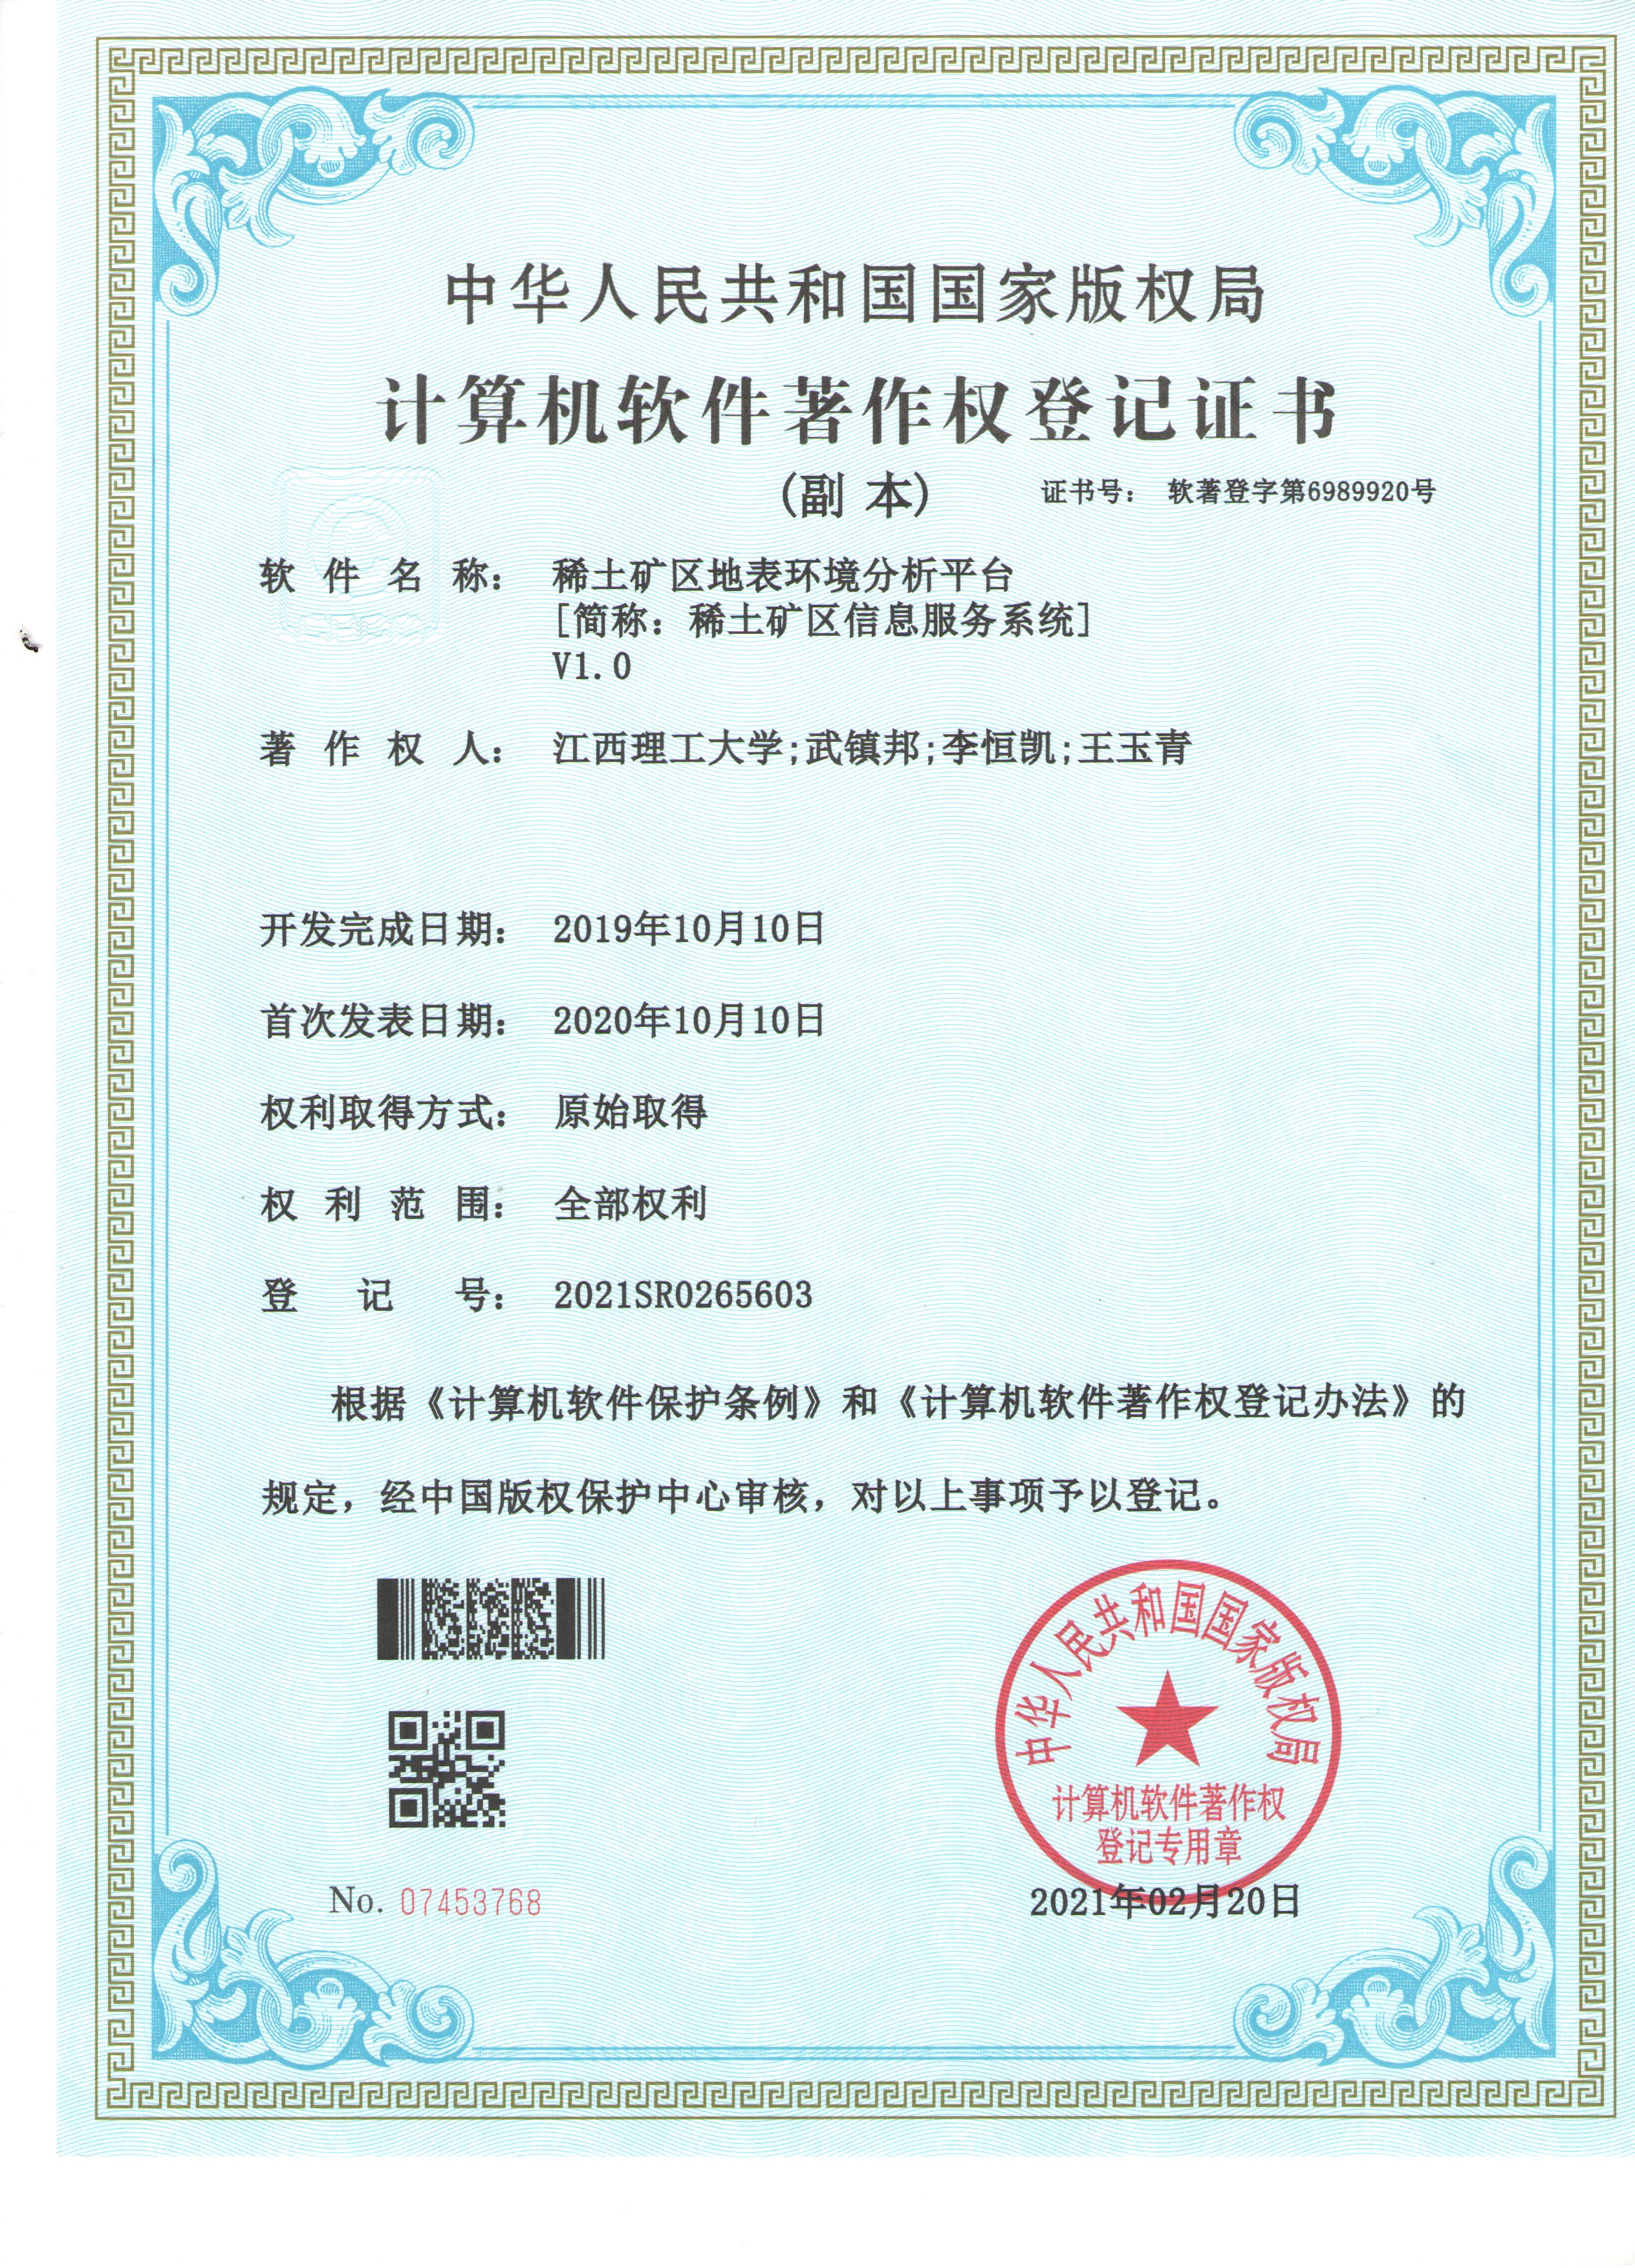 中华人民共和国国家版权局
计算机软件著作权登记证书
(副 本)
证书号： 软著登字第6989920号
软件名称： 稀土矿区地表环境分析平台
[简称：稀土矿区信息服务系统]
V1.0
著作权人： 江西理工大学;武镇邦;李恒凯;王玉青
开发完成日期： 2019年10月10日
首次发表日期： 2020年10月10日
权利取得方式： 原始取得
权利范围： 全部权利
登记号： 2021SR0265603
根据《计算机软件保护条例》和《计算机软件著作权登记办法》的
规定，经中国版权保护中心审核，对以上事项予以登记。
中华人民共和国国家版权局
计算机软件著作权
登记专用章
No. 07453768
2021年02月20日